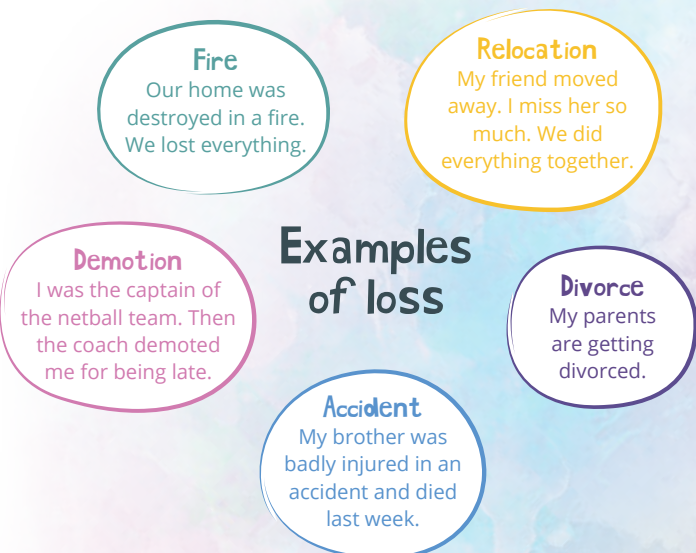 Fire
Our home was
destroyed in a fire.
We lost everything.
Relocation
My friend moved
away. I miss her so
much. We did
everything together.
Examples
of loss
Demotion
I was the captain of
the netball team. Then
the coach demoted
me for being late.
Divorce
My parents
are getting
divorced.
Accident
My brother was
badly injured in an
accident and died
last week.